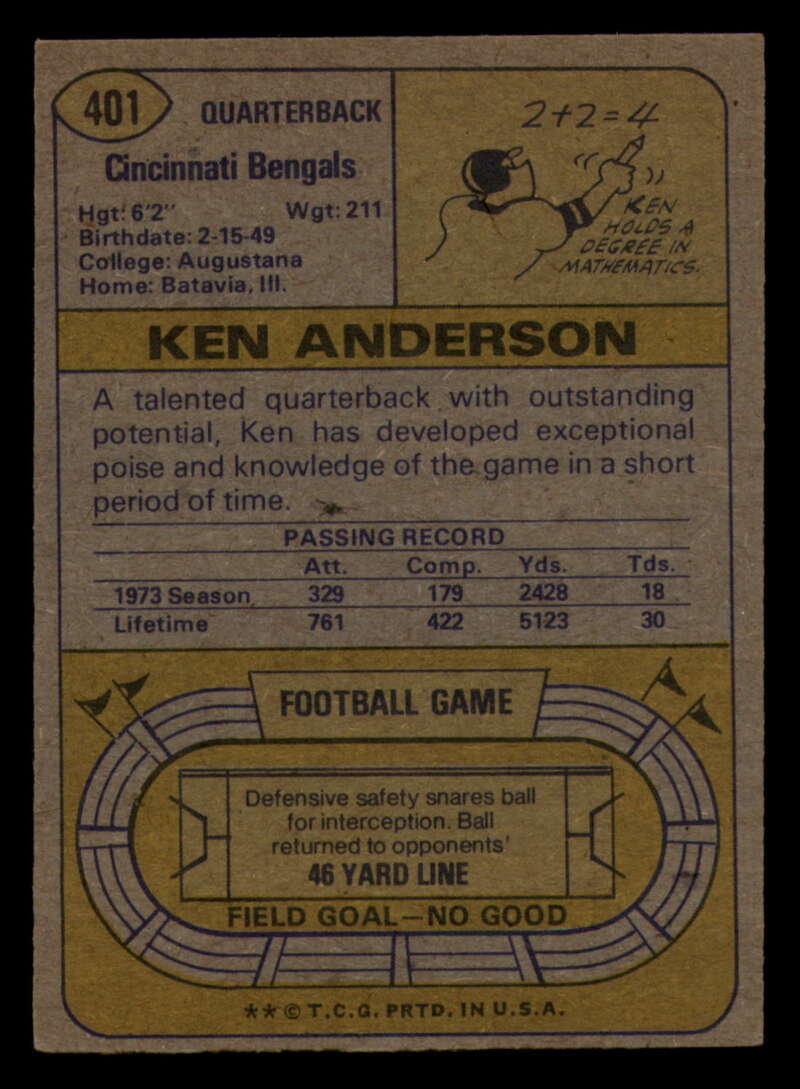 401
QUARTERBACK
Cincinnati Bengals
Hgt: 6'2" Wgt: 211
Birthdate: 2-15-49
College: Augustana
Home: Batavia, Ill.
2+2=4
KEN
HOLDS A
DEGREE IN
MATHEMATICS.
KEN ANDERSON
A talented quarterback with outstanding
potential, Ken has developed exceptional
poise and knowledge of the game in a short
period of time.
PASSING RECORD
Att. Comp. Yds. Tds.
1973 Season 329 179 2428 18
Lifetime 761 422 5123 30
FOOTBALL GAME
Defensive safety snares ball
for interception. Ball
returned to opponents'
46 YARD LINE
FIELD GOAL—NO GOOD
**© T.C.G. PRTD. IN U.S.A.